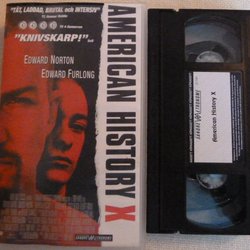 "TÄT, LADDAD, BRUTAL och INTENSIV"
"KNIVSKARP!"
EDWARD NORTON
EDWARD FURLONG
AMERICAN HISTORY X
American History X